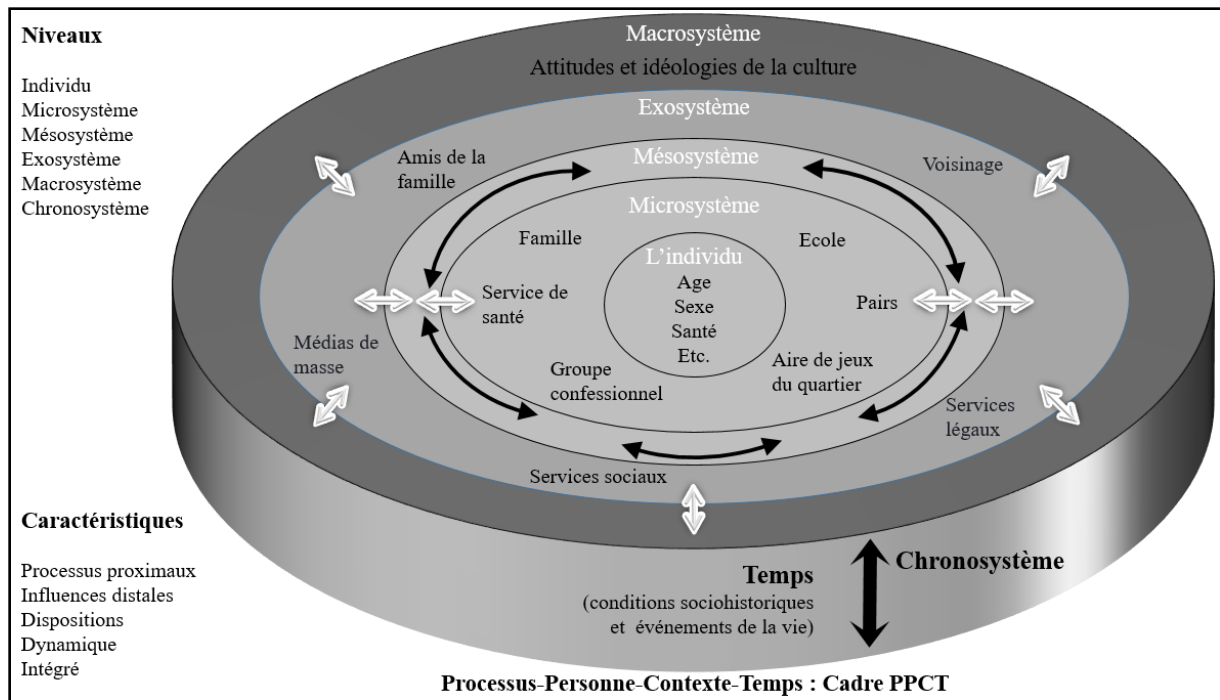 Niveaux
Individu
Microsystème
Mésosystème
Exosystème
Macrosystème
Chronosystème
Macrosystème
Attitudes et idéologies de la culture
Exosystème
Amis de la
famille
Voisinage
Mésosystème
Microsystème
Famille
Ecole
L'individu
Age
Sexe
Santé
Etc.
Service de
santé
Pairs
Médias de
masse
Groupe
confessionnel
Aire de jeux
du quartier
Services
légaux
Services sociaux
Caractéristiques
Processus proximaux
Influences distales
Dispositions
Dynamique
Intégré
Chronosystème
Temps
(conditions sociohistoriques
et événements de la vie)
Processus-Personne-Contexte-Temps : Cadre PPCT